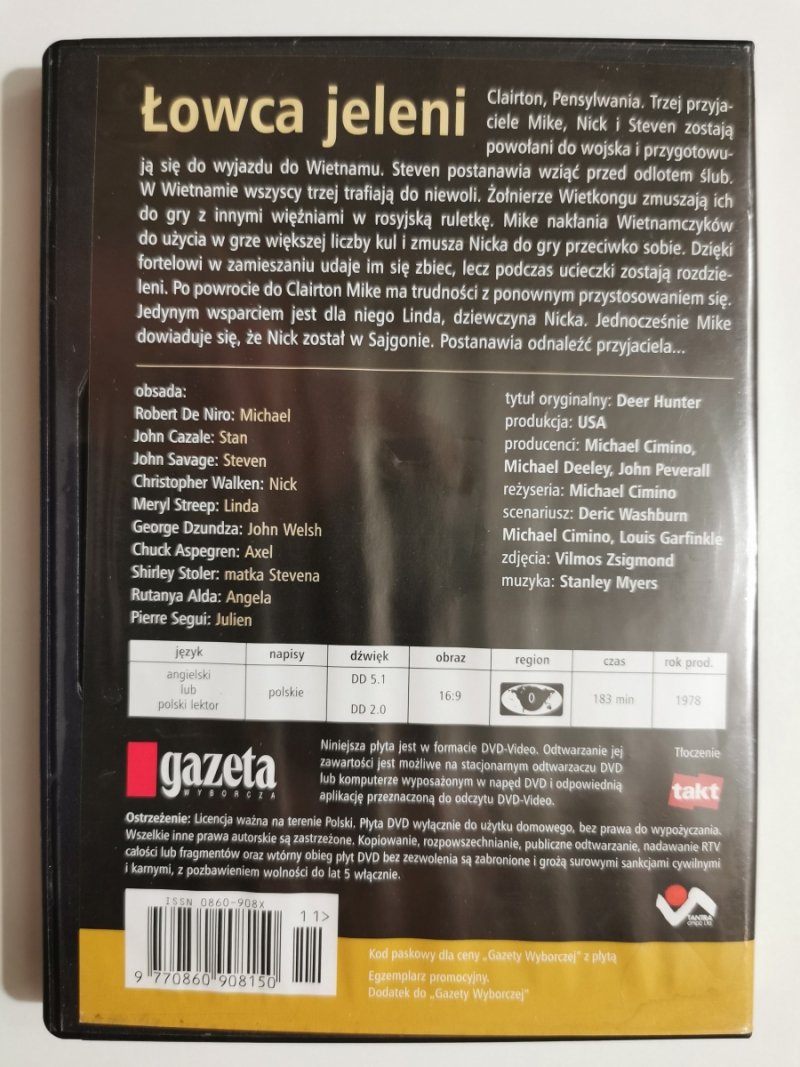 Łowca jeleni
Clairton, Pensylwania. Trzej przyja-
ciele Mike, Nick i Steven zostają
powołani do wojska i przygotowu-
ją się do wyjazdu do Wietnamu. Steven postanawia wziąć przed odlotem ślub.
W Wietnamie wszyscy trzej trafiają do niewoli. Żołnierze Wietkongu zmuszają ich
do gry z innymi więźniami w rosyjską ruletkę. Mike nakłania Wietnamczyków
do użycia w grze większej liczby kul i zmusza Nicka do gry przeciwko sobie. Dzięki
fortelowi w zamieszaniu udaje im się zbiec, lecz podczas ucieczki zostają rozdzie-
leni. Po powrocie do Clairton Mike ma trudności z ponownym przystosowaniem się.
Jedynym wsparciem jest dla niego Linda, dziewczyna Nicka. Jednocześnie Mike
dowiaduje się, że Nick został w Sajgonie. Postanawia odnaleźć przyjaciela...
obsada:
Robert De Niro: Michael
John Cazale: Stan
John Savage: Steven
Christopher Walken: Nick
Meryl Streep: Linda
George Dzundza: John Welsh
Chuck Aspegren: Axel
Shirley Stoler: matka Stevena
Rutanya Alda: Angela
Pierre Segui: Julien
tytuł oryginalny: Deer Hunter
produkcja: USA
producenci: Michael Cimino,
Michael Deeley, John Peverall
reżyseria: Michael Cimino
scenariusz: Deric Washburn
Michael Cimino, Louis Garfinkle
zdjęcia: Vilmos Zsigmond
muzyka: Stanley Myers
język napisy dźwięk obraz region czas rok prod.
angielski
lub
polski lektor
polskie
DD 5.1
DD 2.0
16:9
0
183 min
1978
gazeta
WYBORCZA
Niniejsza płyta jest w formacie DVD-Video. Odtwarzanie jej
zawartości jest możliwe na stacjonarnym odtwarzaczu DVD
lub komputerze wyposażonym w napęd DVD i odpowiednią
aplikację przeznaczoną do odczytu DVD-Video.
Tłoczenie
takt
Ostrzeżenie: Licencja ważna na terenie Polski. Płyta DVD wyłącznie do użytku domowego, bez prawa do wypożyczania.
Wszelkie inne prawa autorskie są zastrzeżone. Kopiowanie, rozpowszechnianie, publiczne odtwarzanie, nadawanie RTV
całości lub fragmentów oraz wtórny obieg płyt DVD bez zezwolenia są zabronione i grożą surowymi sankcjami cywilnymi
i karnymi, z pozbawieniem wolności do lat 5 włącznie.
TANTRA
ISSN 0860-908X
11>
9 770860 908150
Kod paskowy dla ceny „Gazety Wyborczej” z płytą
Egzemplarz promocyjny.
Dodatek do „Gazety Wyborczej”